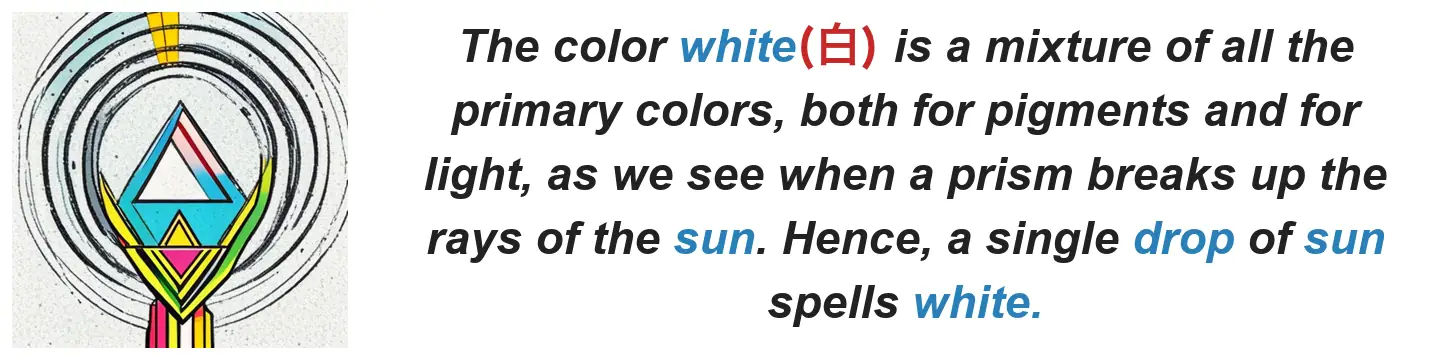 The color white(白) is a mixture of all the
primary colors, both for pigments and for
light, as we see when a prism breaks up the
rays of the sun. Hence, a single drop of sun
spells white.